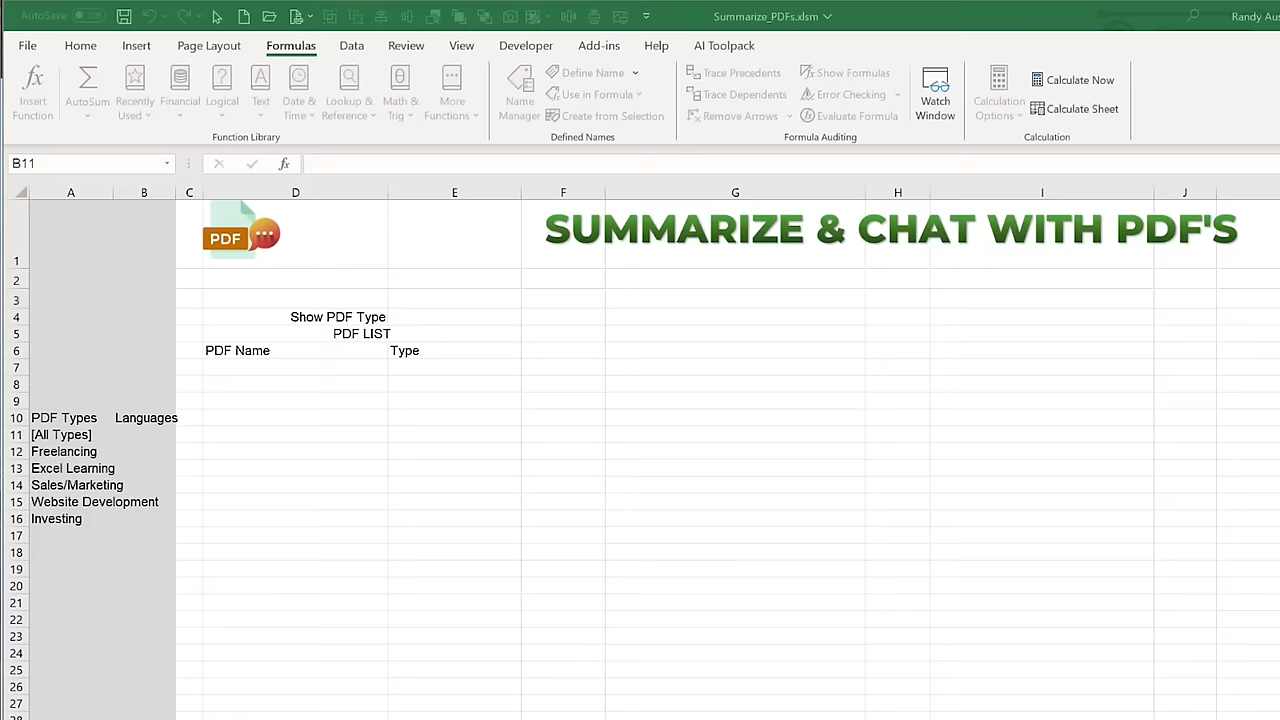 AutoSave Off Summarize_PDFs.xlsm Randy Aus
File Home Insert Page Layout Formulas Data Review View Developer Add-ins Help AI Toolpack
Insert Function
AutoSum
Recently Used
Financial
Logical
Text
Date & Time
Lookup & Reference
Math & Trig
More Functions
Function Library
Name Manager
Define Name
Use in Formula
Create from Selection
Defined Names
Trace Precedents
Trace Dependents
Remove Arrows
Show Formulas
Error Checking
Evaluate Formula
Formula Auditing
Watch Window
Calculation Options
Calculate Now
Calculate Sheet
Calculation
B11 fx
A B C D E F G H I J
PDF SUMMARIZE & CHAT WITH PDF'S
1
2
3
4 Show PDF Type
5 PDF LIST
6 PDF Name Type
7
8
9
10 PDF Types Languages
11 [All Types]
12 Freelancing
13 Excel Learning
14 Sales/Marketing
15 Website Development
16 Investing
17
18
19
20
21
22
23
24
25
26
27
28